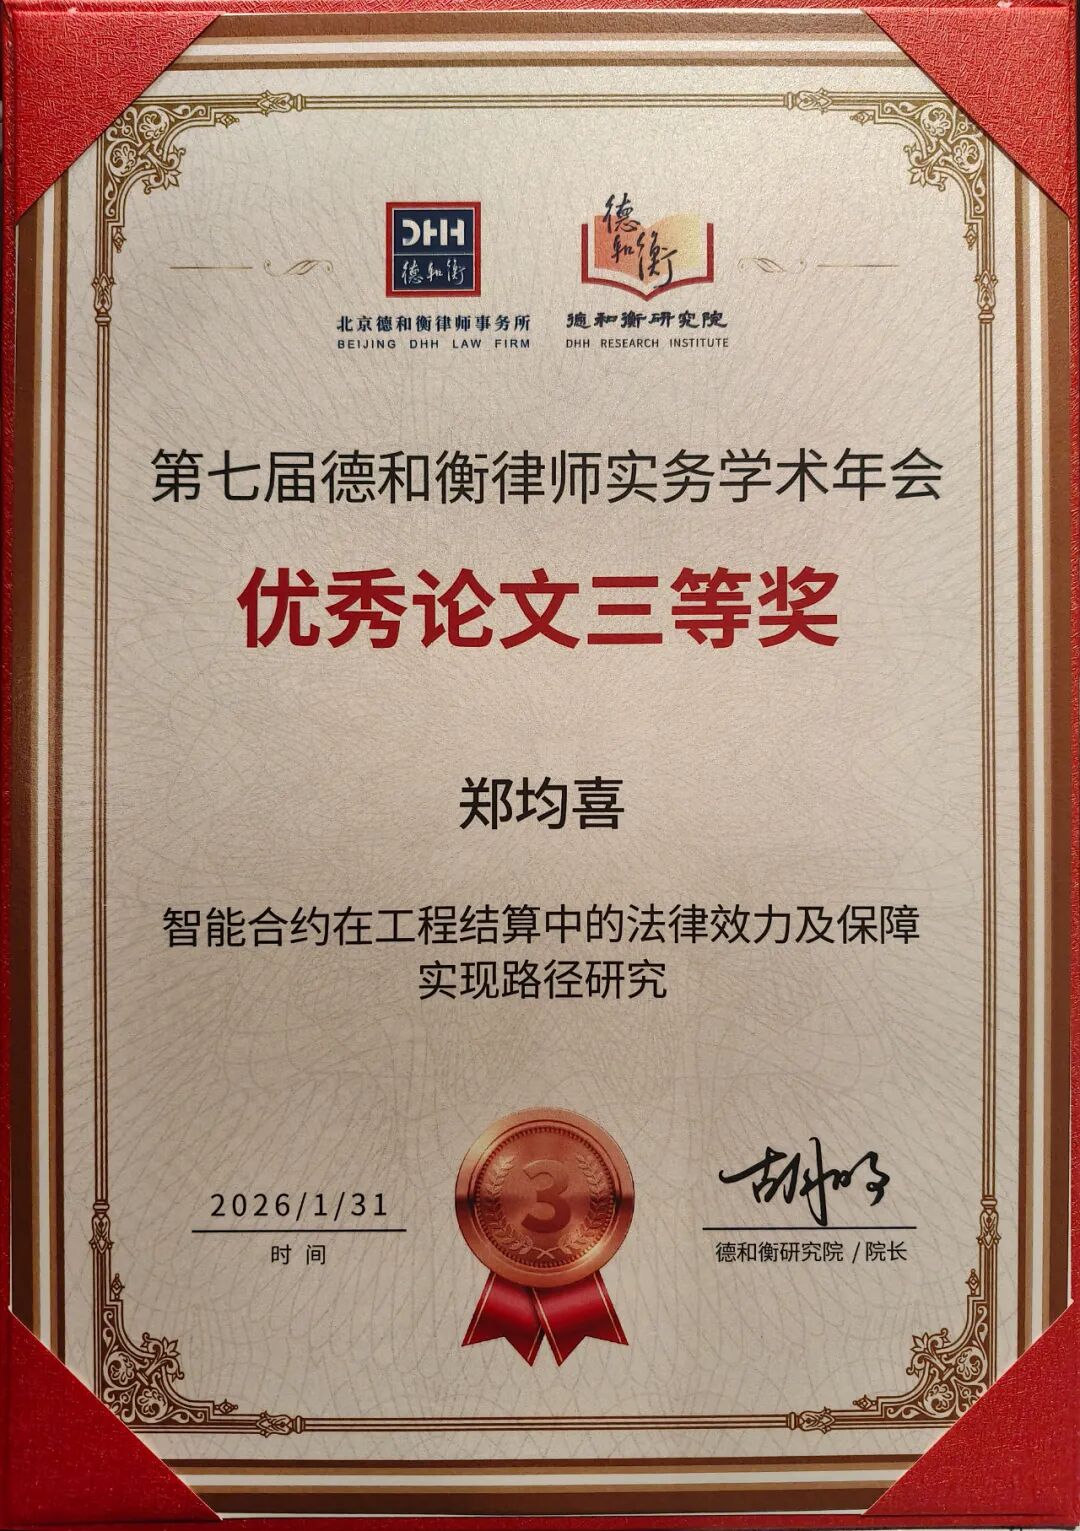 DHH
德和衡
北京德和衡律师事务所
BEIJING DHH LAW FIRM
德和衡
德和衡研究院
DHH RESEARCH INSTITUTE
第七届德和衡律师实务学术年会
优秀论文三等奖
郑均喜
智能合约在工程结算中的法律效力及保障
实现路径研究
2026/1/31
时间
3
胡明
德和衡研究院 / 院长